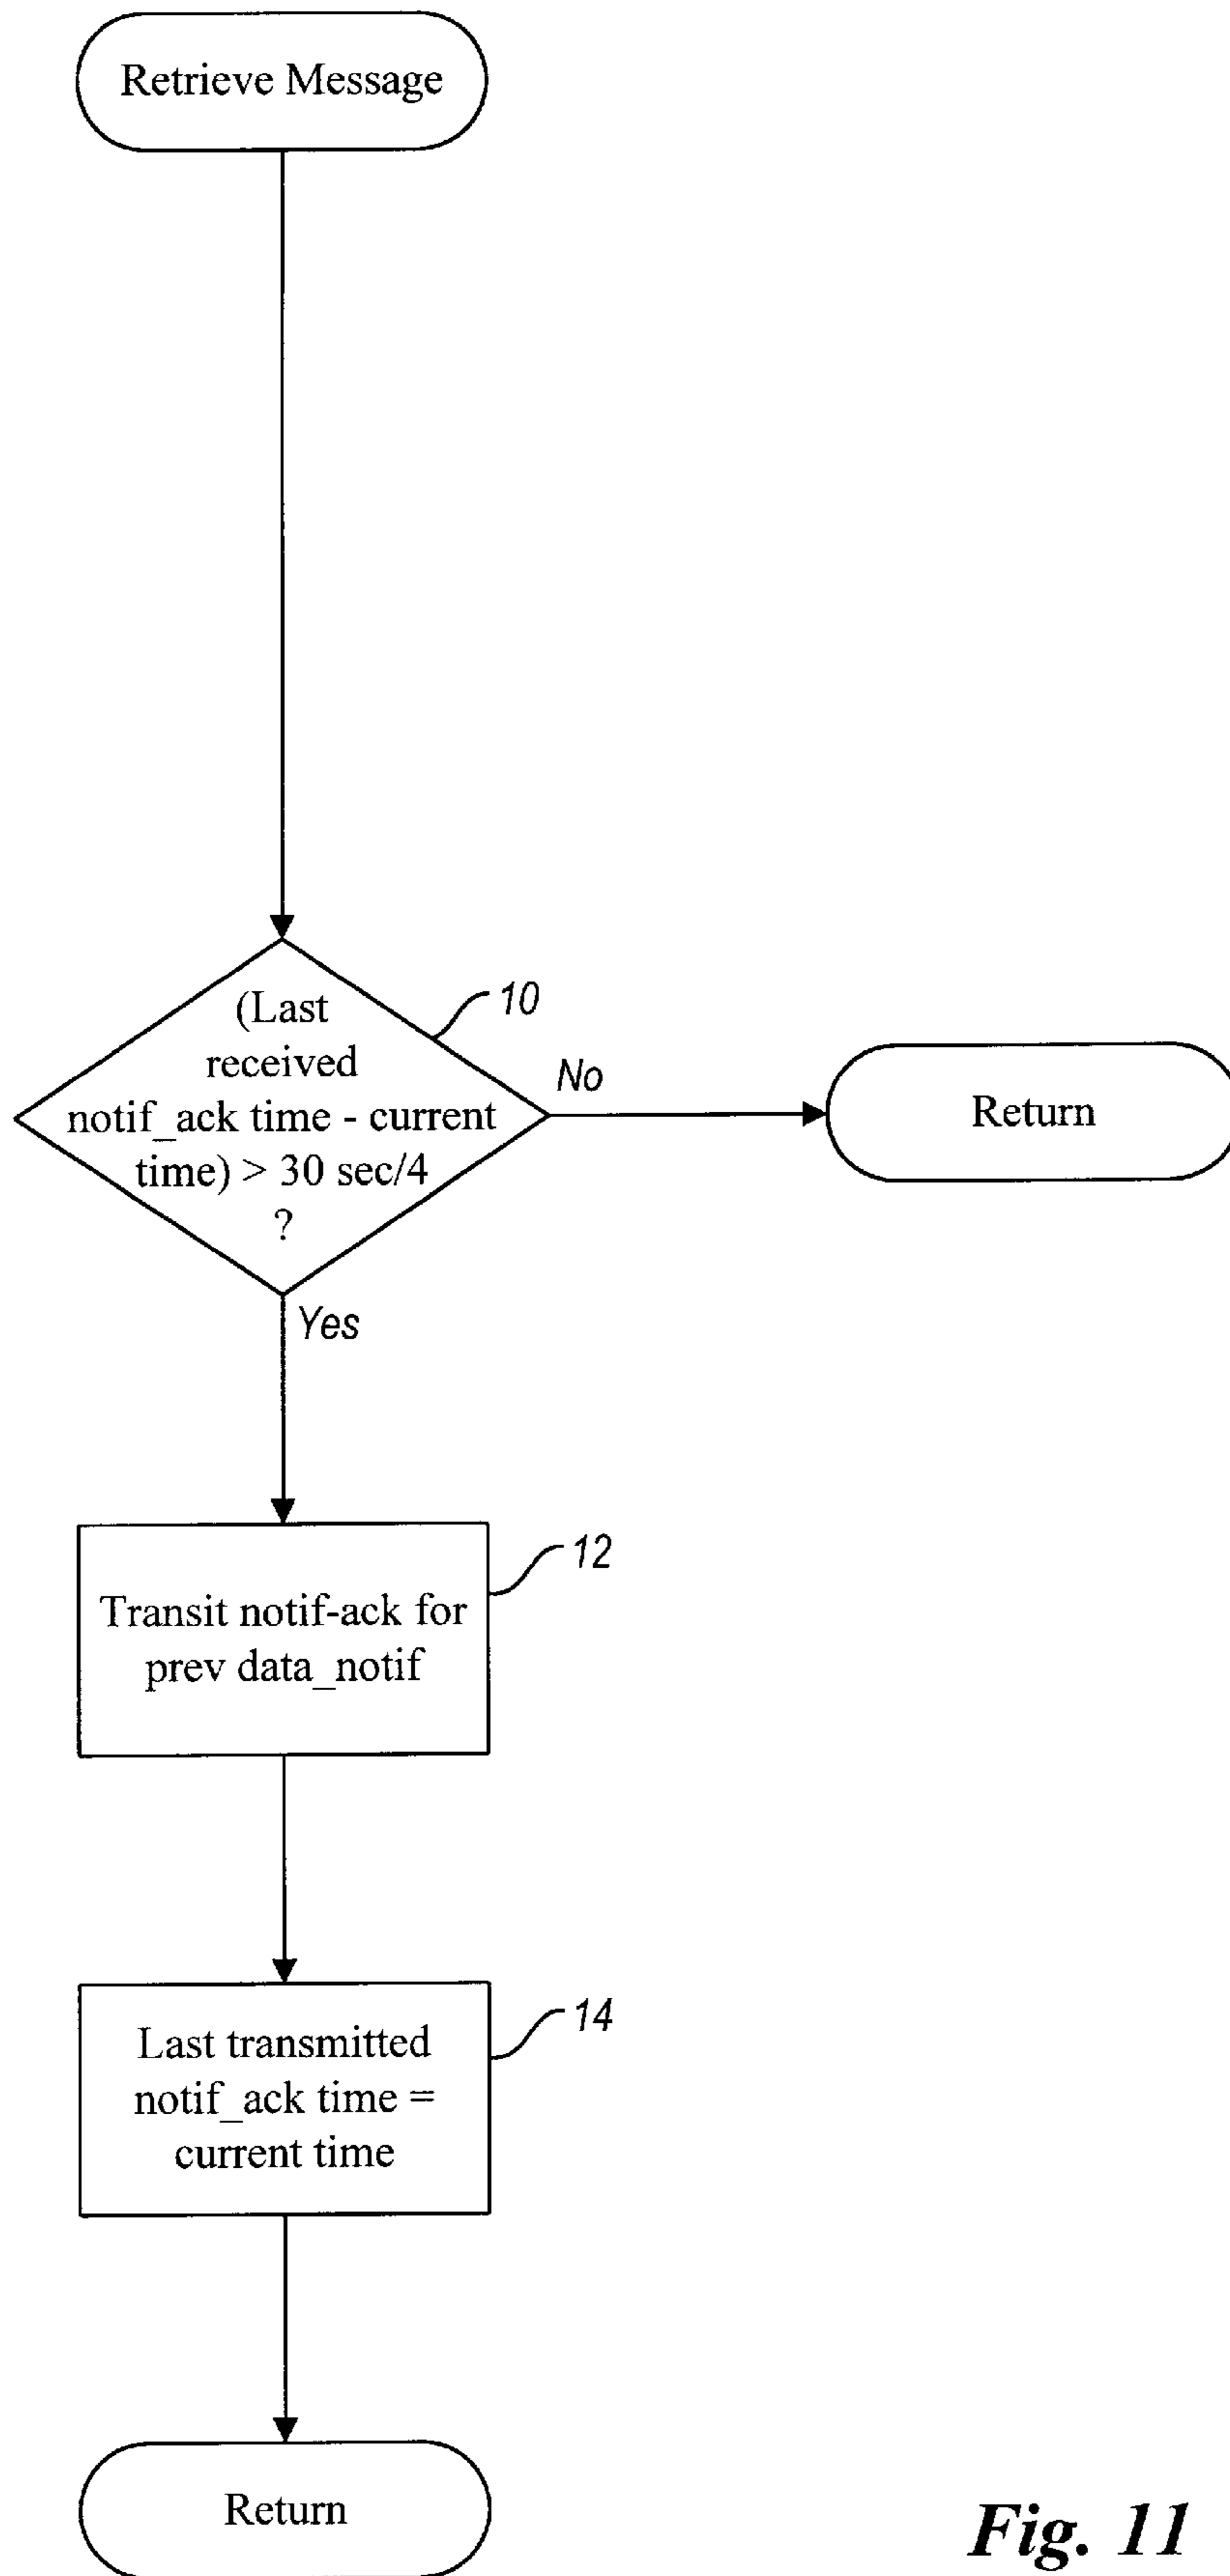 Retrieve Message
(Last
received
notif_ack time - current
time) > 30 sec/4
?
10
No
Return
Yes
Transit notif-ack for
prev data_notif
12
Last transmitted
notif_ack time =
current time
14
Return
Fig. 11